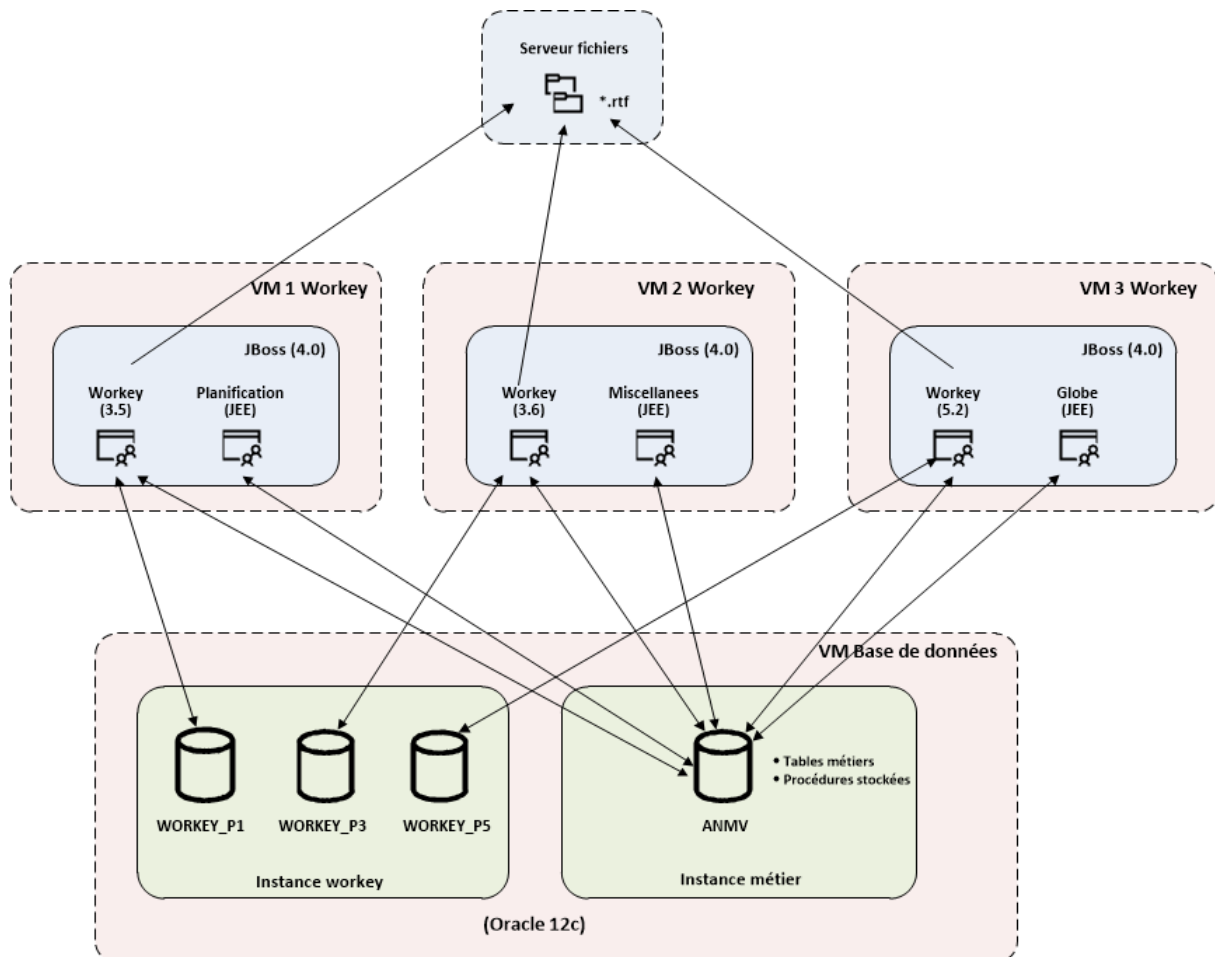 Serveur fichiers
*.rtf
VM 1 Workey
JBoss (4.0)
Workey
(3.5)
Planification
(JEE)
VM 2 Workey
JBoss (4.0)
Workey
(3.6)
Miscellanees
(JEE)
VM 3 Workey
JBoss (4.0)
Workey
(5.2)
Globe
(JEE)
VM Base de données
WORKEY_P1
WORKEY_P3
WORKEY_P5
Instance workey
• Tables métiers
• Procédures stockées
ANMV
Instance métier
(Oracle 12c)